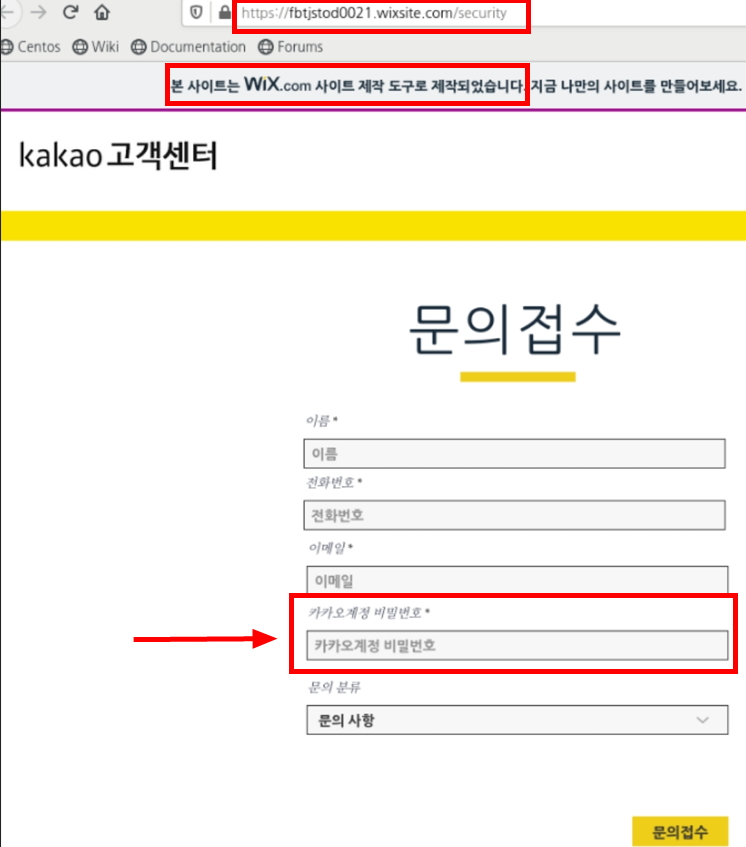 https://fbtjstod0021.wixsite.com/security
Centos Wiki Documentation Forums
본 사이트는 WiX.com 사이트 제작 도구로 제작되었습니다. 지금 나만의 사이트를 만들어보세요.
kakao고객센터
문의접수
이름 *
이름
전화번호 *
전화번호
이메일 *
이메일
카카오계정 비밀번호 *
카카오계정 비밀번호
문의 분류
문의 사항
문의접수